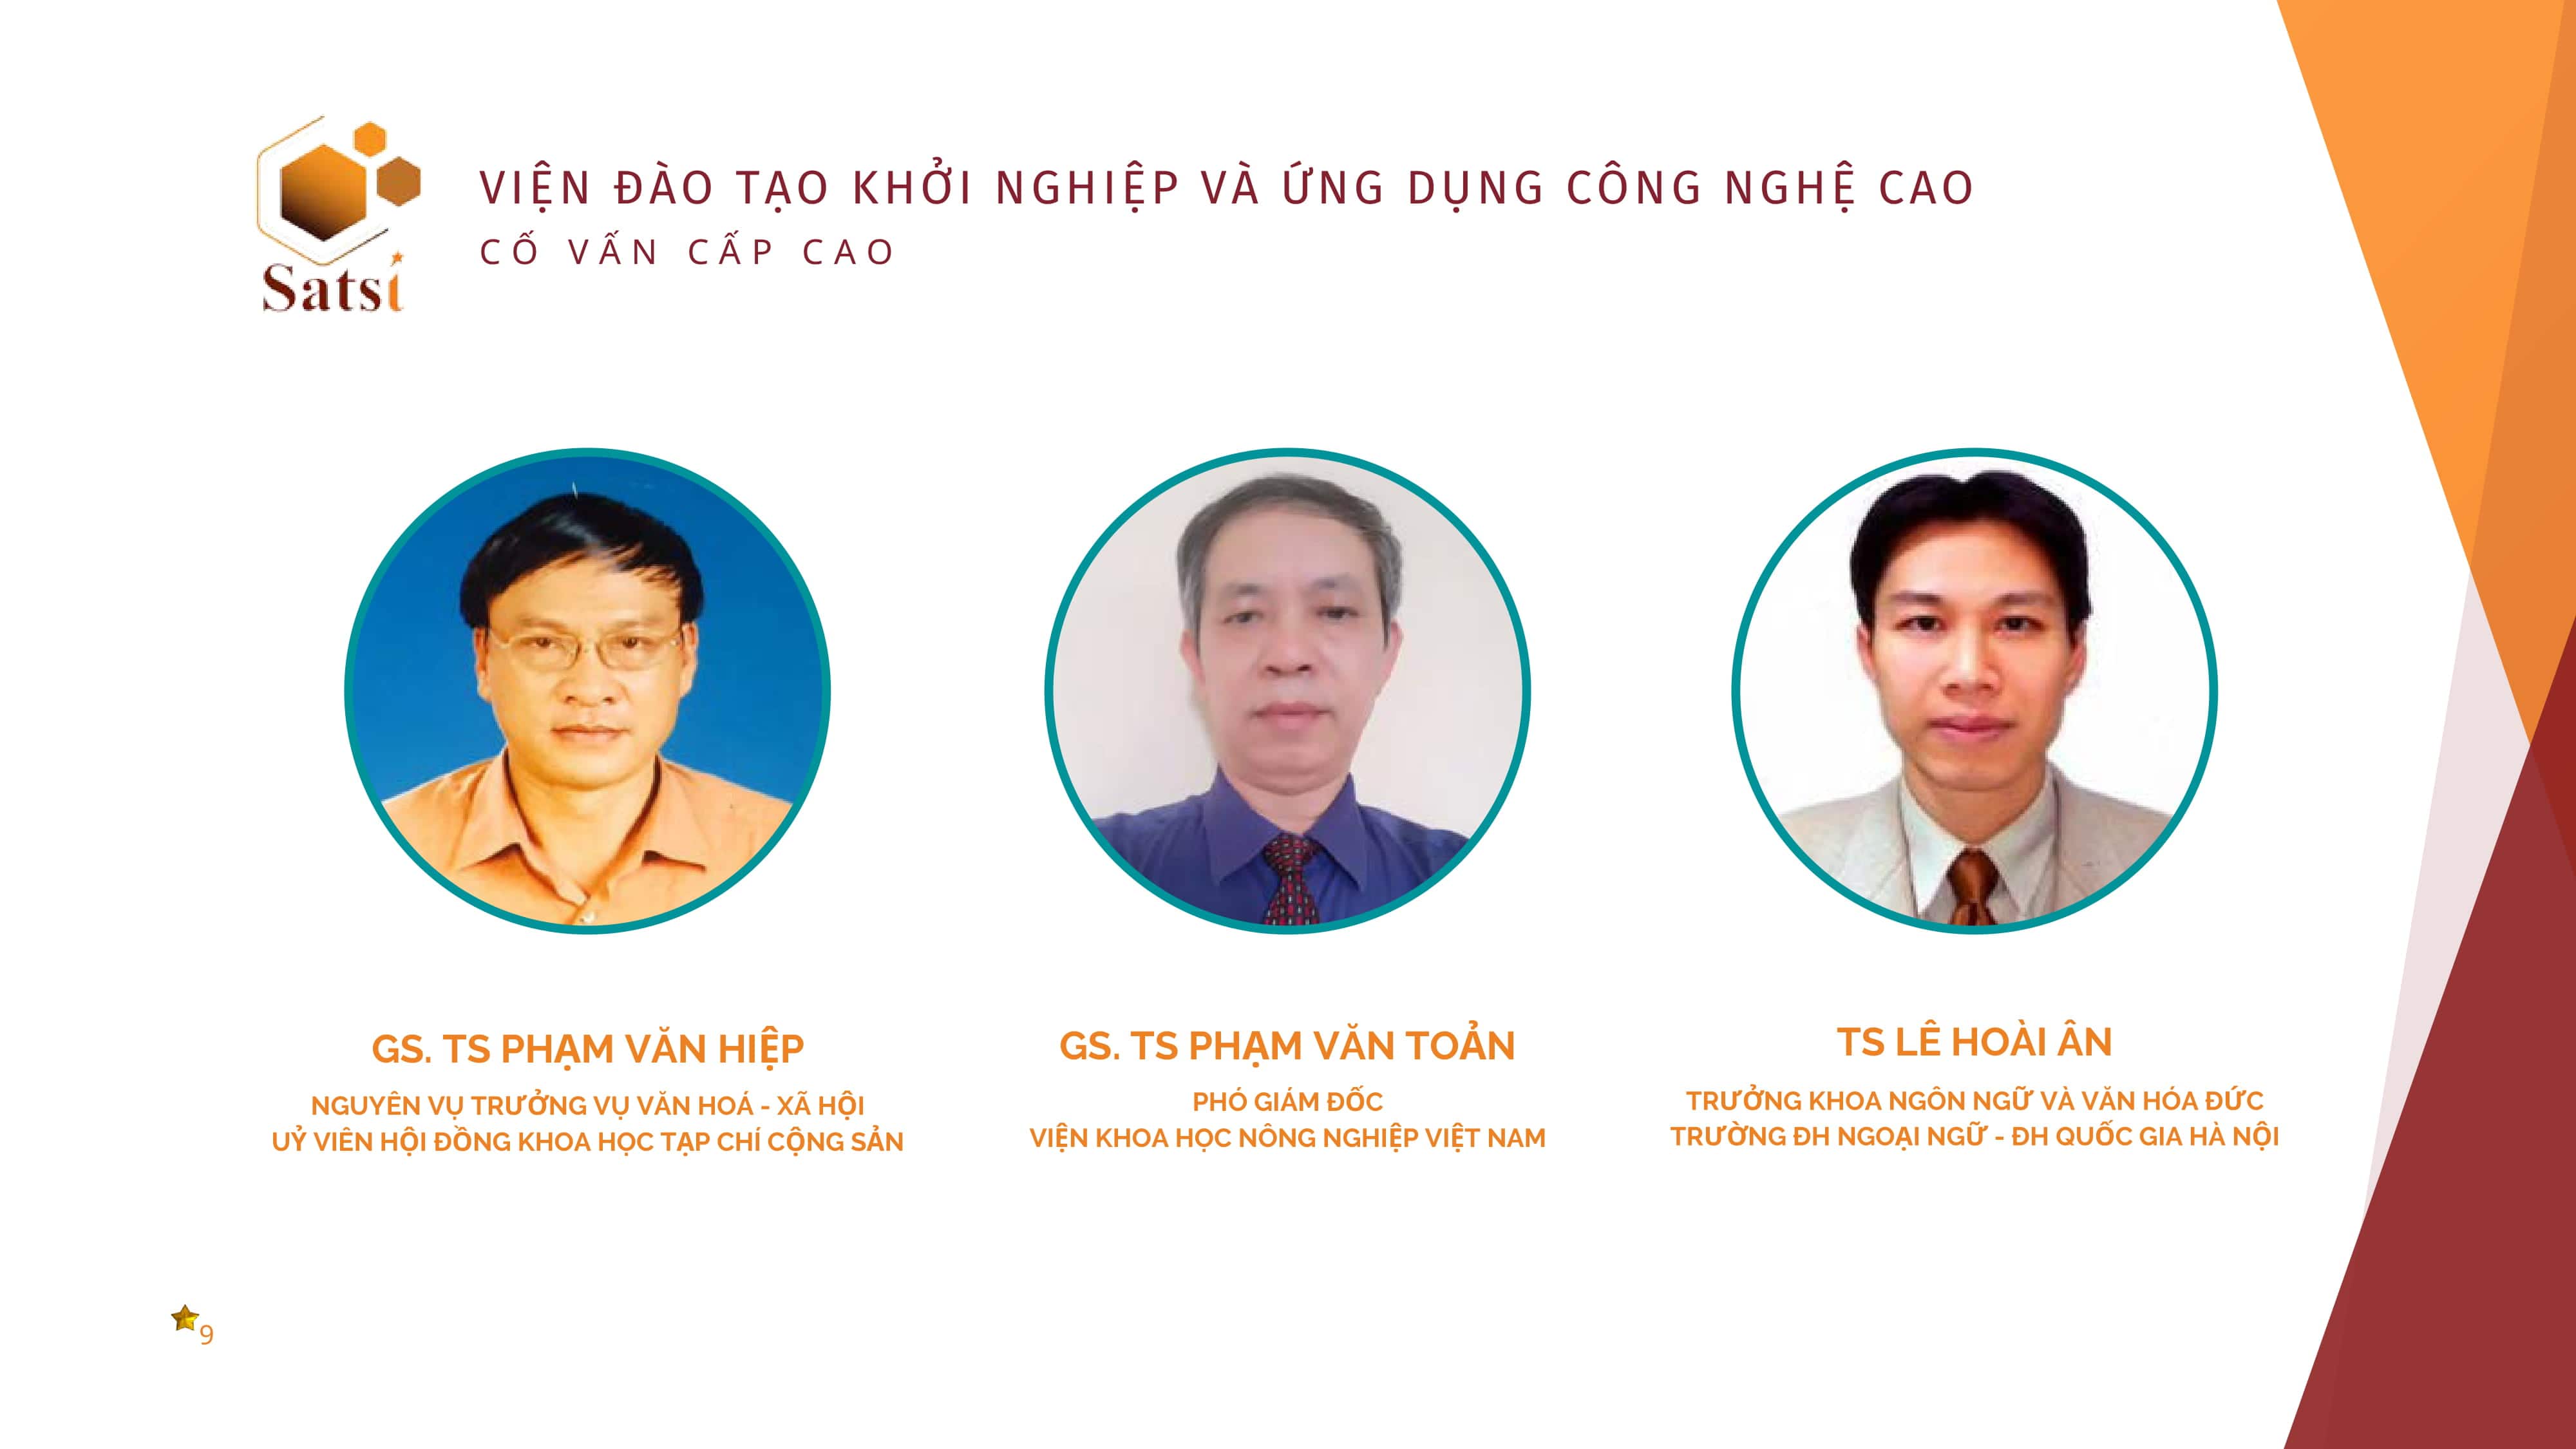 Satsi
VIỆN ĐÀO TẠO KHỞI NGHIỆP VÀ ỨNG DỤNG CÔNG NGHỆ CAO
CỐ VẤN CẤP CAO
GS. TS PHẠM VĂN HIỆP
NGUYÊN VỤ TRƯỞNG VỤ VĂN HOÁ - XÃ HỘI
UỶ VIÊN HỘI ĐỒNG KHOA HỌC TẠP CHÍ CỘNG SẢN
GS. TS PHẠM VĂN TOẢN
PHÓ GIÁM ĐỐC
VIỆN KHOA HỌC NÔNG NGHIỆP VIỆT NAM
TS LÊ HOÀI ÂN
TRƯỞNG KHOA NGÔN NGỮ VÀ VĂN HÓA ĐỨC
TRƯỜNG ĐH NGOẠI NGỮ - ĐH QUỐC GIA HÀ NỘI
9